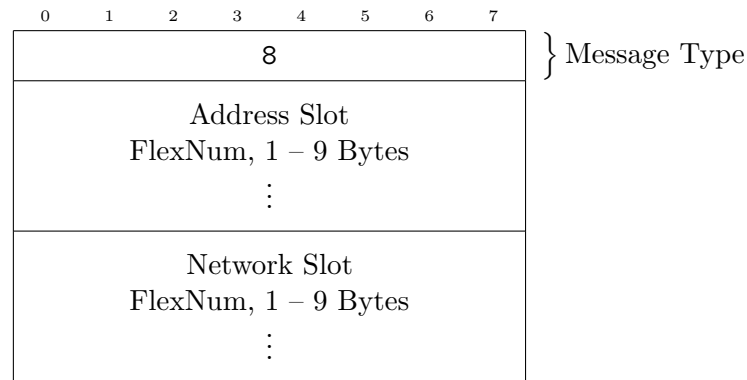 0 1 2 3 4 5 6 7
8 Message Type
Address Slot
FlexNum, 1 – 9 Bytes
⋮
Network Slot
FlexNum, 1 – 9 Bytes
⋮